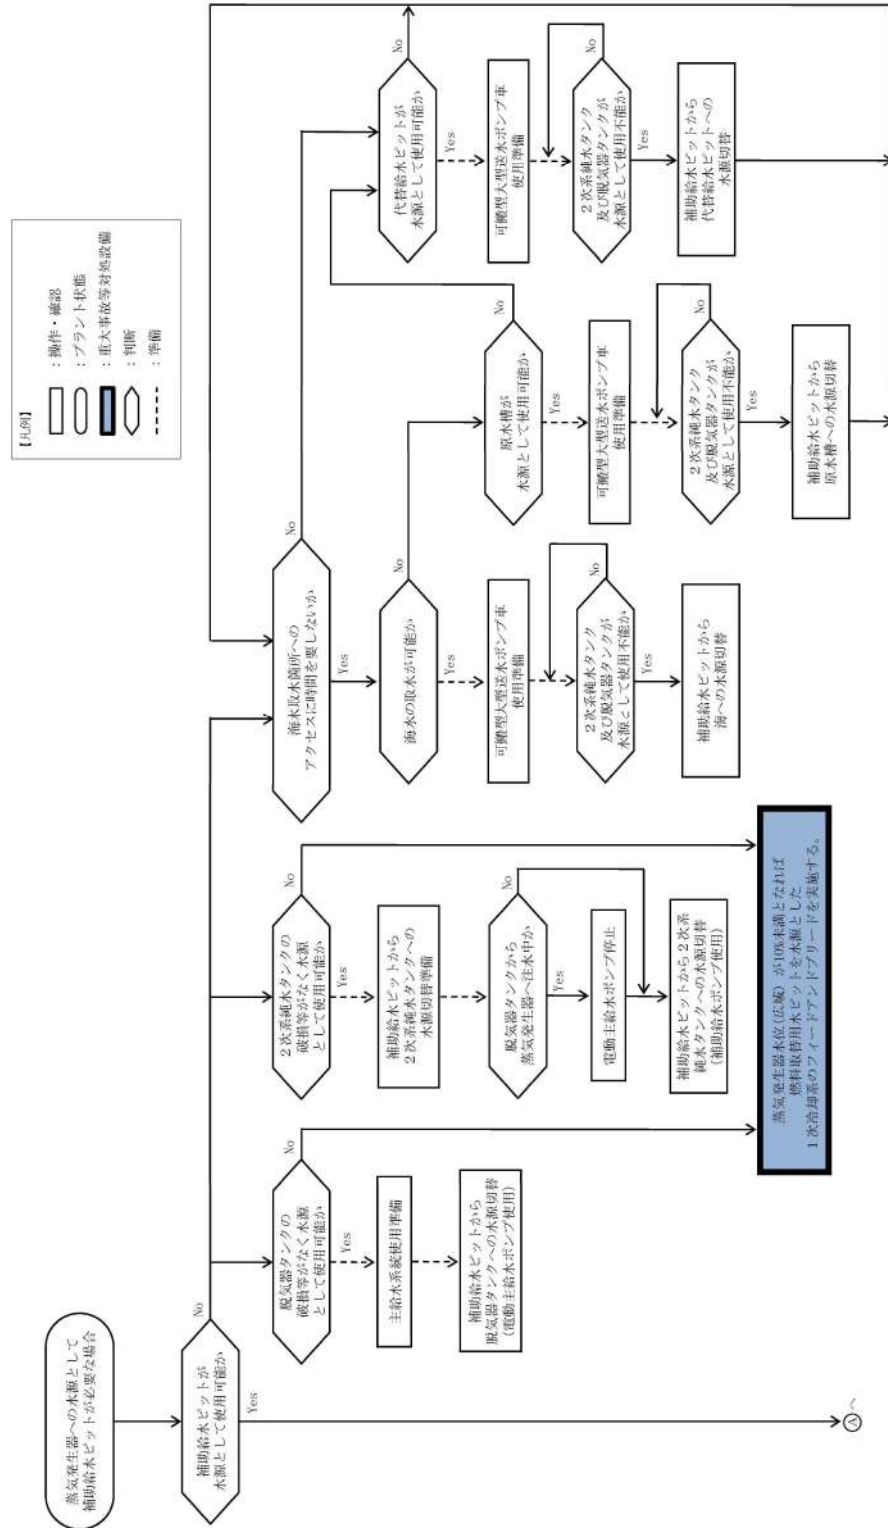 蒸気発生器への水源として
補助給水ピットが必要な場合
補助給水ピットが
水源として使用可能か
No
Yes
Ⓐへ
脱気器タンクの
破損等がなく水源
として使用可能か
No
Yes
主給水系統使用準備
補助給水ピットから
脱気器タンクへの水源切替
(電動主給水ポンプ使用)
2次系純水タンクの
破損等がなく水源
として使用可能か
No
Yes
補助給水ピットから
2次系純水タンクへの
水源切替準備
脱気器タンクから
蒸気発生器へ注水中か
No
Yes
電動主給水ポンプ停止
補助給水ピットから2次系
純水タンクへの水源切替
(補助給水ポンプ使用)
蒸気発生器水位(広域)が10%未満となれば
燃料取替用水ピットを水源とした
1次冷却系のフィードアンドブリードを実施する。
海水取水箇所への
アクセスに時間を要しないか
No
Yes
海水の取水が可能か
No
Yes
可搬型大型送水ポンプ車
使用準備
2次系純水タンク
及び脱気器タンクが
水源として使用不能か
No
Yes
補助給水ピットから
海への水源切替
原水槽が
水源として使用可能か
No
Yes
可搬型大型送水ポンプ車
使用準備
2次系純水タンク
及び脱気器タンクが
水源として使用不能か
No
Yes
補助給水ピットから
原水槽への水源切替
代替給水ピットが
水源として使用可能か
No
Yes
可搬型大型送水ポンプ車
使用準備
2次系純水タンク
及び脱気器タンクが
水源として使用不能か
No
Yes
補助給水ピットから
代替給水ピットへの
水源切替
【凡例】
:操作・確認
:プラント状態
:重大事故等対処設備
:判断
:準備